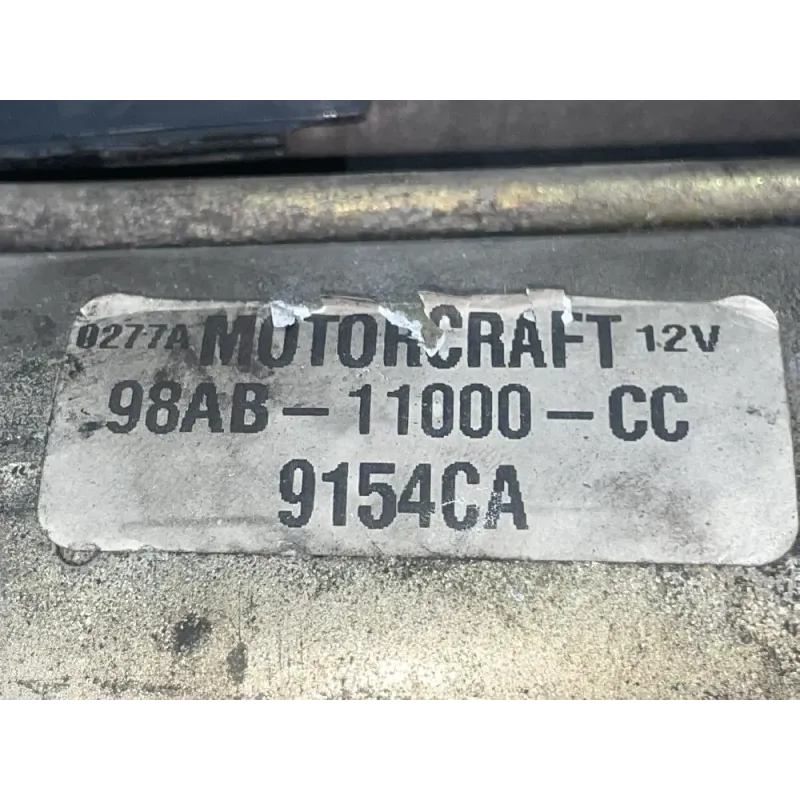 0277A MOTORCRAFT 12V
98AB-11000-CC
9154CA